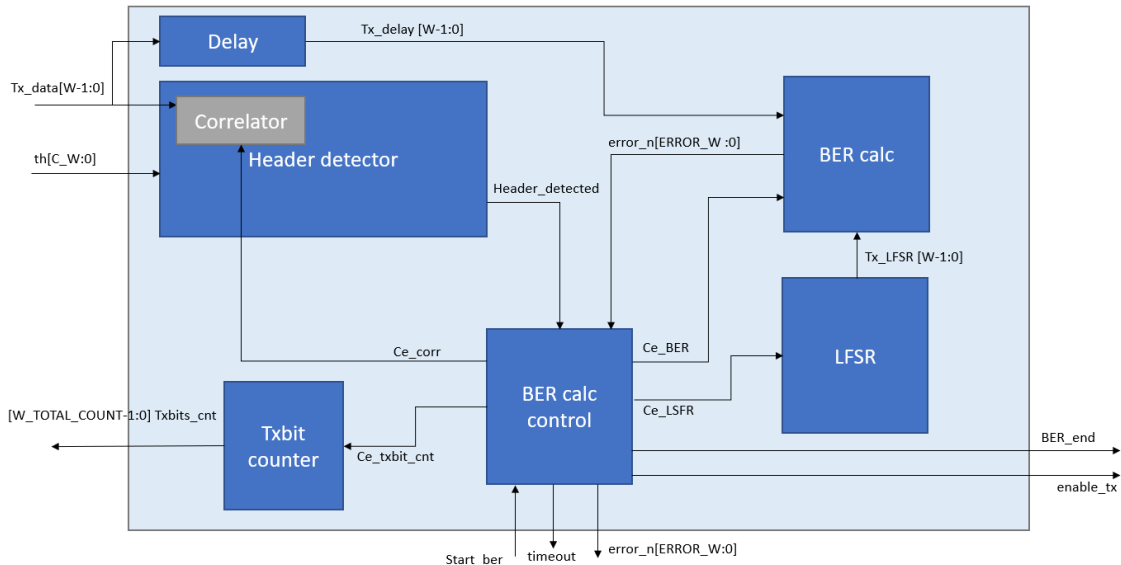 Delay
Tx_delay [W-1:0]
Tx_data[W-1:0]
Correlator
Header detector
th[C_W:0]
error_n[ERROR_W :0]
BER calc
Header_detected
Tx_LFSR [W-1:0]
Ce_corr
Ce_BER
LFSR
BER calc
control
Ce_LSFR
[W_TOTAL_COUNT-1:0] Txbits_cnt
Txbit
counter
Ce_txbit_cnt
BER_end
enable_tx
Start_ber
timeout
error_n[ERROR_W:0]